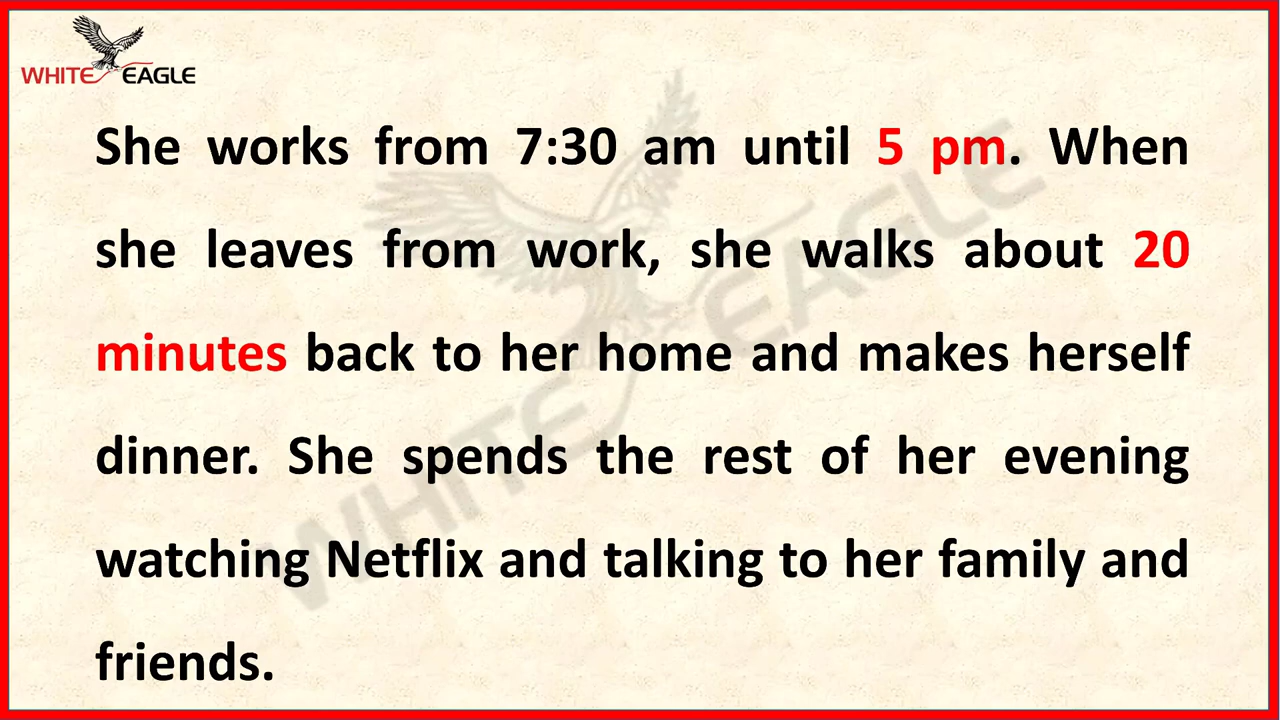 WHITE EAGLE
She works from 7:30 am until 5 pm. When
she leaves from work, she walks about 20
minutes back to her home and makes herself
dinner. She spends the rest of her evening
watching Netflix and talking to her family and
friends.
WHITE EAGLE